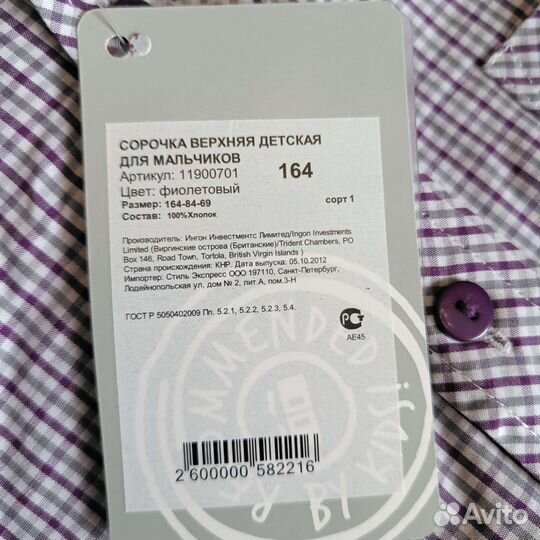 СОРОЧКА ВЕРХНЯЯ ДЕТСКАЯ
ДЛЯ МАЛЬЧИКОВ
Артикул: 11900701 164
Цвет: фиолетовый
Размер: 164-84-69 сорт 1
Состав: 100%Хлопок
Производитель: Ингон Инвестментс Лимитед/Ingon Investments
Limited (Виргинские острова (Британские)/Trident Chambers, PO
Box 146, Road Town, Tortola, British Virgin Islands )
Страна происхождения: КНР. Дата выпуска: 05.10.2012
Импортер: Стиль Экспресс ООО 197110, Санкт-Петербург,
Лодейнопольская ул, дом № 2, лит.А, пом.3-Н
ГОСТ Р 5050402009 Пп. 5.2.1, 5.2.2, 5.2.3, 5.4.
АЕ45
2 600000 582216
BY KIDS!
Avito